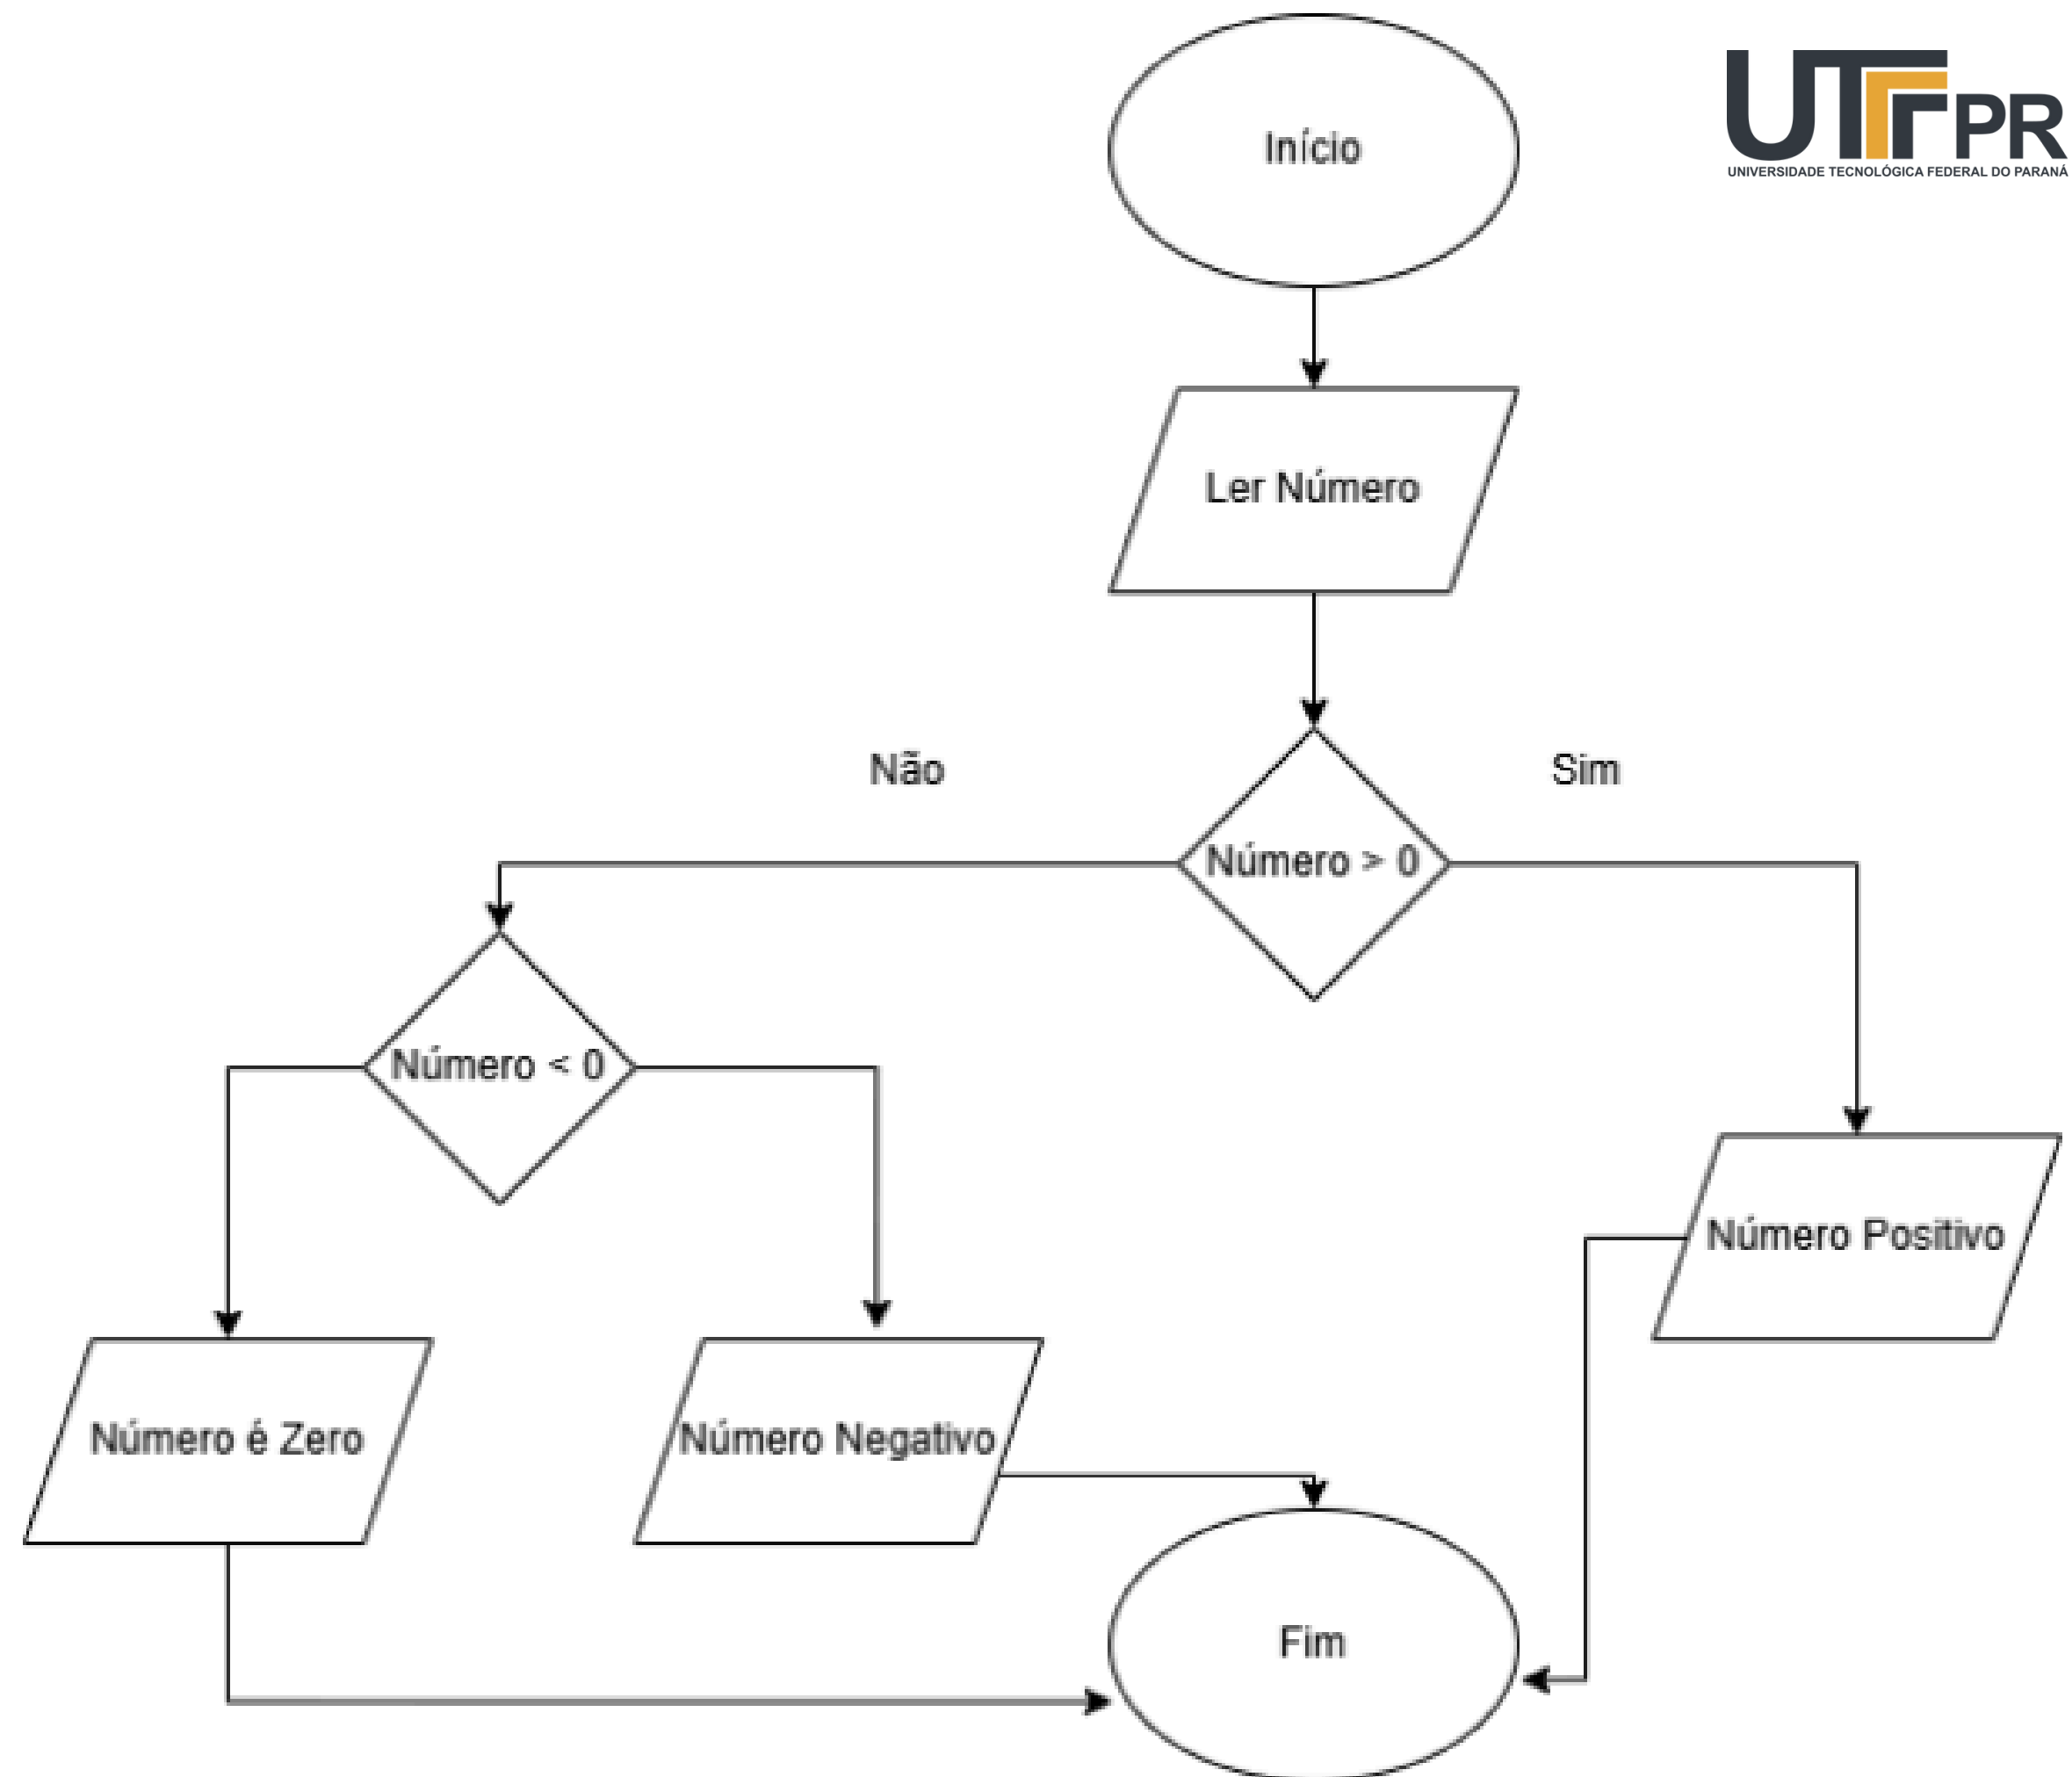 Início
UTFPR
UNIVERSIDADE TECNOLÓGICA FEDERAL DO PARANÁ
Ler Número
Não
Sim
Número > 0
Número < 0
Número Positivo
Número é Zero
Número Negativo
Fim